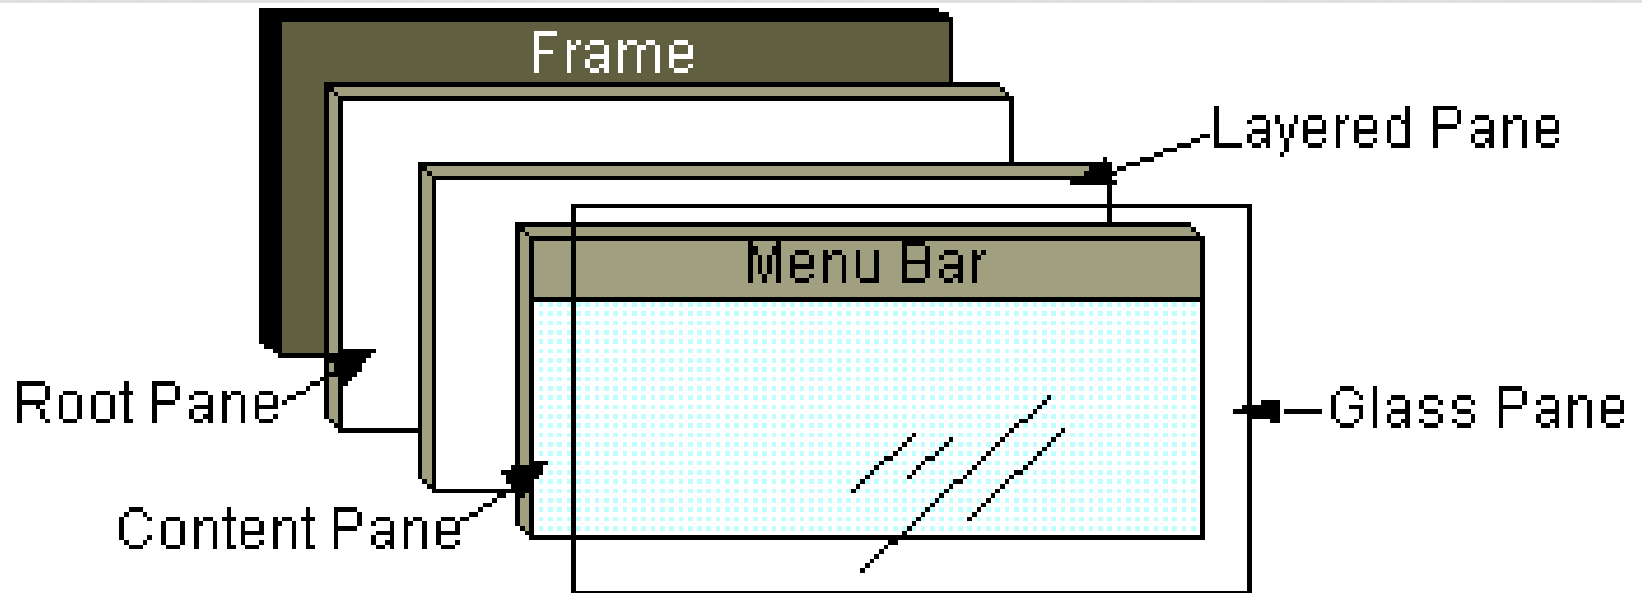 Frame
Layered Pane
Menu Bar
Root Pane
Glass Pane
Content Pane